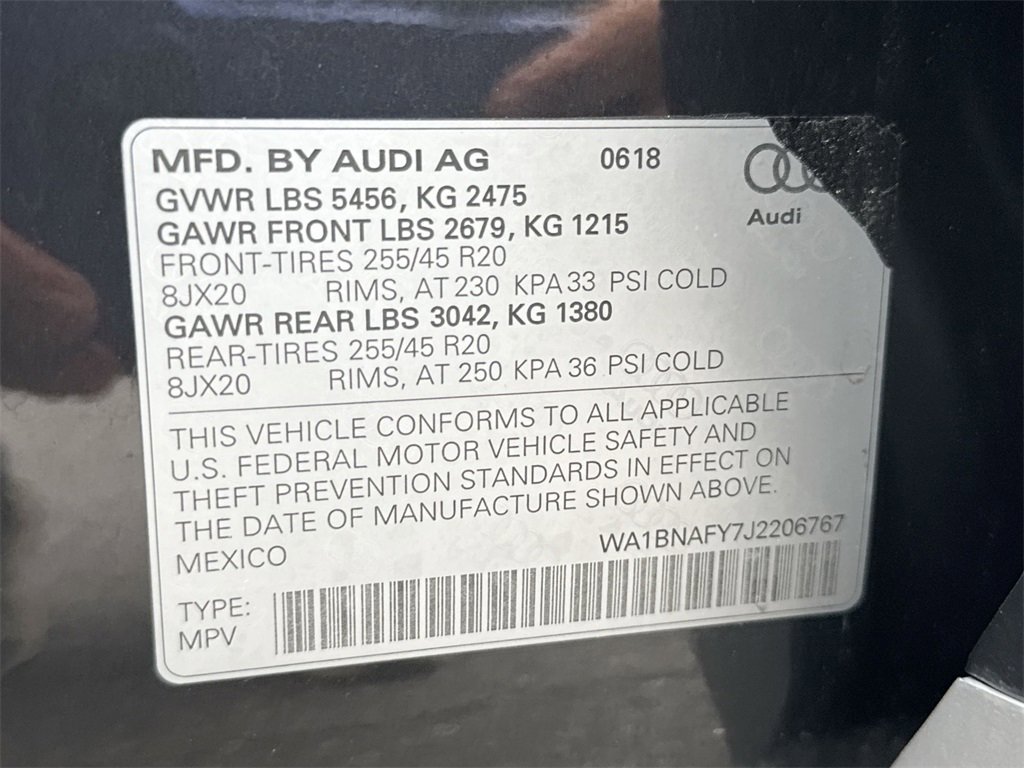 MFD. BY AUDI AG 0618
Audi
GVWR LBS 5456, KG 2475
GAWR FRONT LBS 2679, KG 1215
FRONT-TIRES 255/45 R20
8JX20 RIMS, AT 230 KPA 33 PSI COLD
GAWR REAR LBS 3042, KG 1380
REAR-TIRES 255/45 R20
8JX20 RIMS, AT 250 KPA 36 PSI COLD
THIS VEHICLE CONFORMS TO ALL APPLICABLE
U.S. FEDERAL MOTOR VEHICLE SAFETY AND
THEFT PREVENTION STANDARDS IN EFFECT ON
THE DATE OF MANUFACTURE SHOWN ABOVE.
MEXICO WA1BNAFY7J2206767
TYPE:
MPV